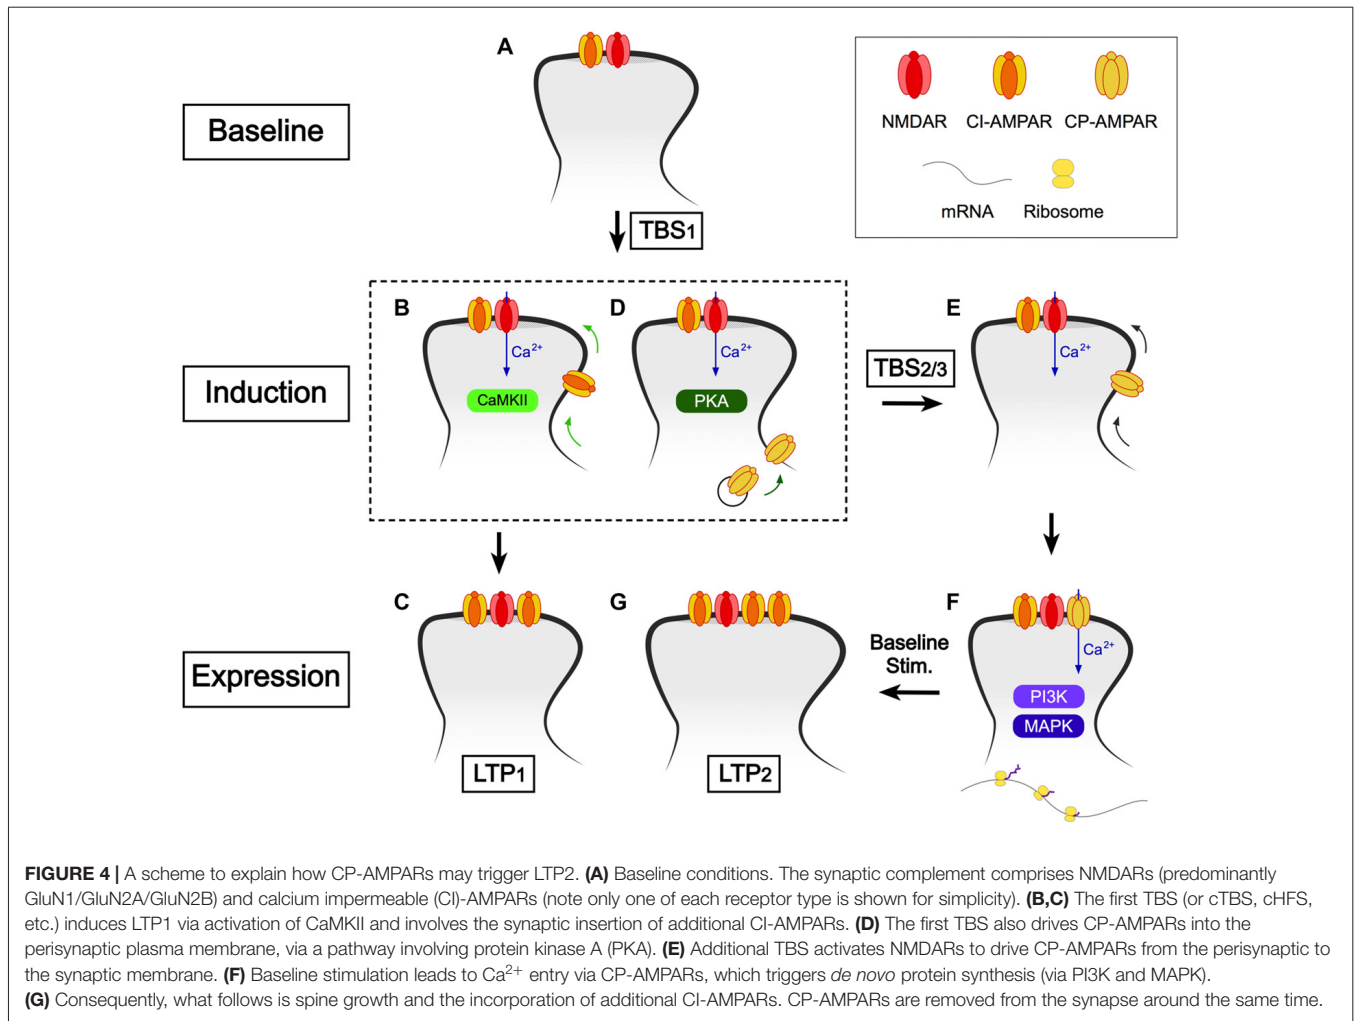 A
Baseline
NMDAR CI-AMPAR CP-AMPAR
mRNA Ribosome
TBS1
B
D
E
Ca2+
Ca2+
Ca2+
TBS2/3
Induction
CaMKII
PKA
C
G
F
Baseline
Stim.
Ca2+
Expression
PI3K
MAPK
LTP1
LTP2
FIGURE 4 | A scheme to explain how CP-AMPARs may trigger LTP2. (A) Baseline conditions. The synaptic complement comprises NMDARs (predominantly
GluN1/GluN2A/GluN2B) and calcium impermeable (CI)-AMPARs (note only one of each receptor type is shown for simplicity). (B,C) The first TBS (or cTBS, cHFS,
etc.) induces LTP1 via activation of CaMKII and involves the synaptic insertion of additional CI-AMPARs. (D) The first TBS also drives CP-AMPARs into the
perisynaptic plasma membrane, via a pathway involving protein kinase A (PKA). (E) Additional TBS activates NMDARs to drive CP-AMPARs from the perisynaptic to
the synaptic membrane. (F) Baseline stimulation leads to Ca2+ entry via CP-AMPARs, which triggers de novo protein synthesis (via PI3K and MAPK).
(G) Consequently, what follows is spine growth and the incorporation of additional CI-AMPARs. CP-AMPARs are removed from the synapse around the same time.